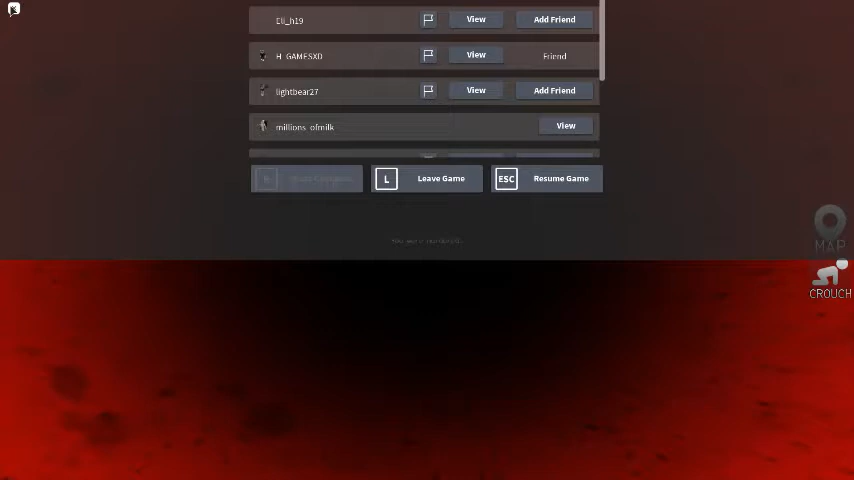 Eli_h19 View Add Friend
H_GAMESXD View Friend
lightbear27 View Add Friend
millions_ofmilk View
L Leave Game ESC Resume Game
MAP
CROUCH